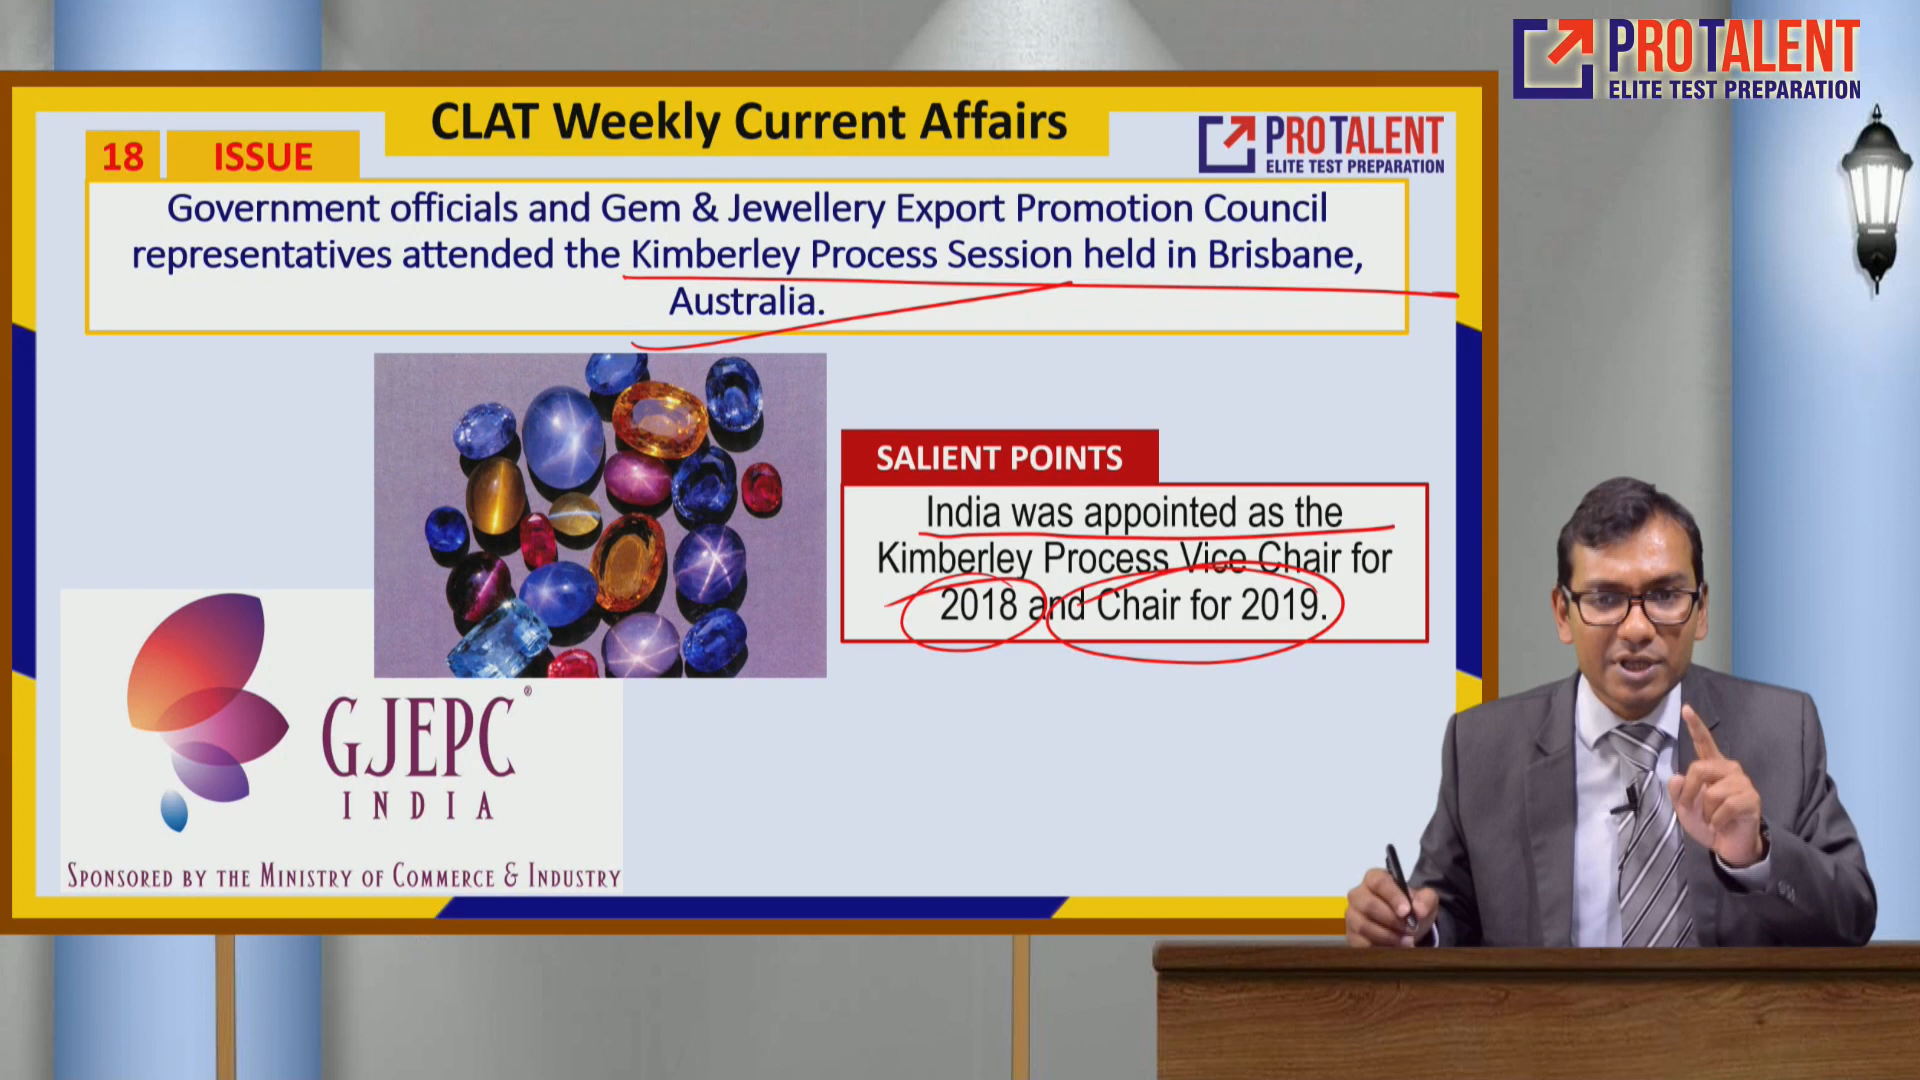 PROTALENT
ELITE TEST PREPARATION
CLAT Weekly Current Affairs
PROTALENT
ELITE TEST PREPARATION
18 ISSUE
Government officials and Gem & Jewellery Export Promotion Council
representatives attended the Kimberley Process Session held in Brisbane,
Australia.
SALIENT POINTS
India was appointed as the
Kimberley Process Vice Chair for
2018 and Chair for 2019.
GJEPC®
INDIA
SPONSORED BY THE MINISTRY OF COMMERCE & INDUSTRY